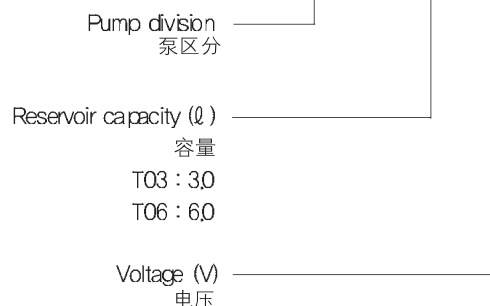 Pump division
泵区分
Reservoir capacity (ℓ)
容量
T03 : 3.0
T06 : 6.0
Voltage (V)
电压